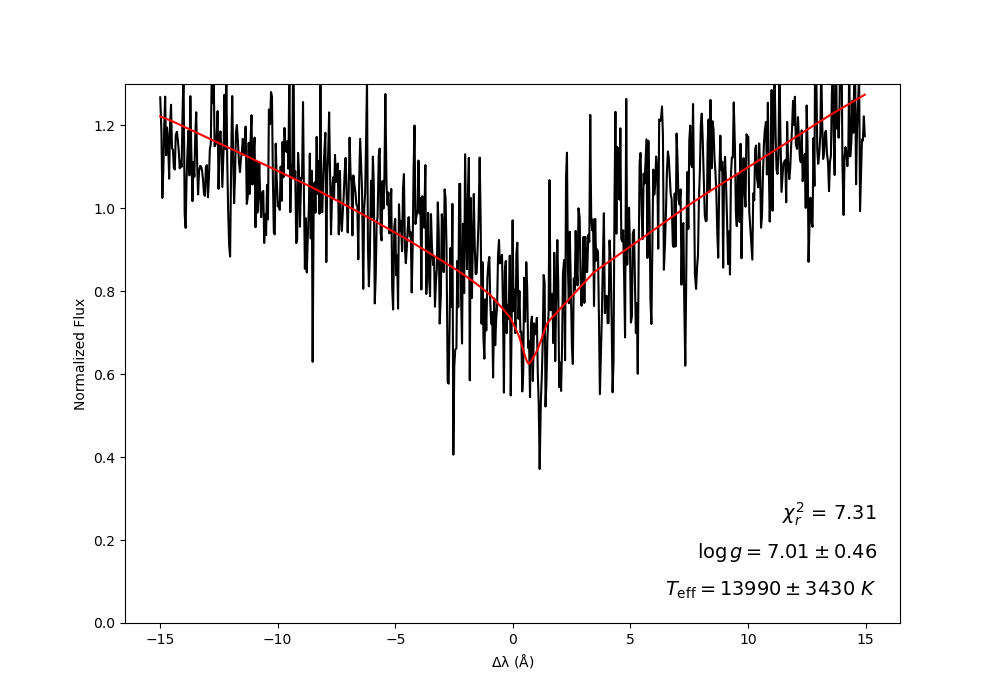 1.2
1.0
0.8
0.6
0.4
0.2
0.0
Normalized Flux
χ²ᵣ = 7.31
log g = 7.01 ± 0.46
T_eff = 13990 ± 3430 K
−15 −10 −5 0 5 10 15
Δλ (Å)